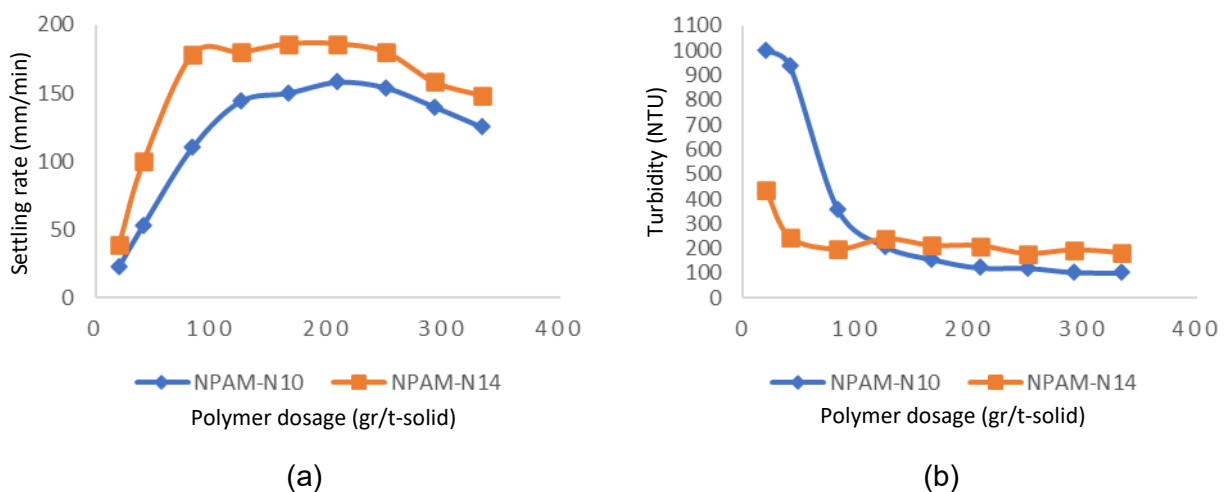 200
150
100
50
0
Settling rate (mm/min)
0 100 200 300 400
NPAM-N10 NPAM-N14
Polymer dosage (gr/t-solid)
(a)
1100
1000
900
800
700
600
500
400
300
200
100
0
Turbidity (NTU)
0 100 200 300 400
NPAM-N10 NPAM-N14
Polymer dosage (gr/t-solid)
(b)